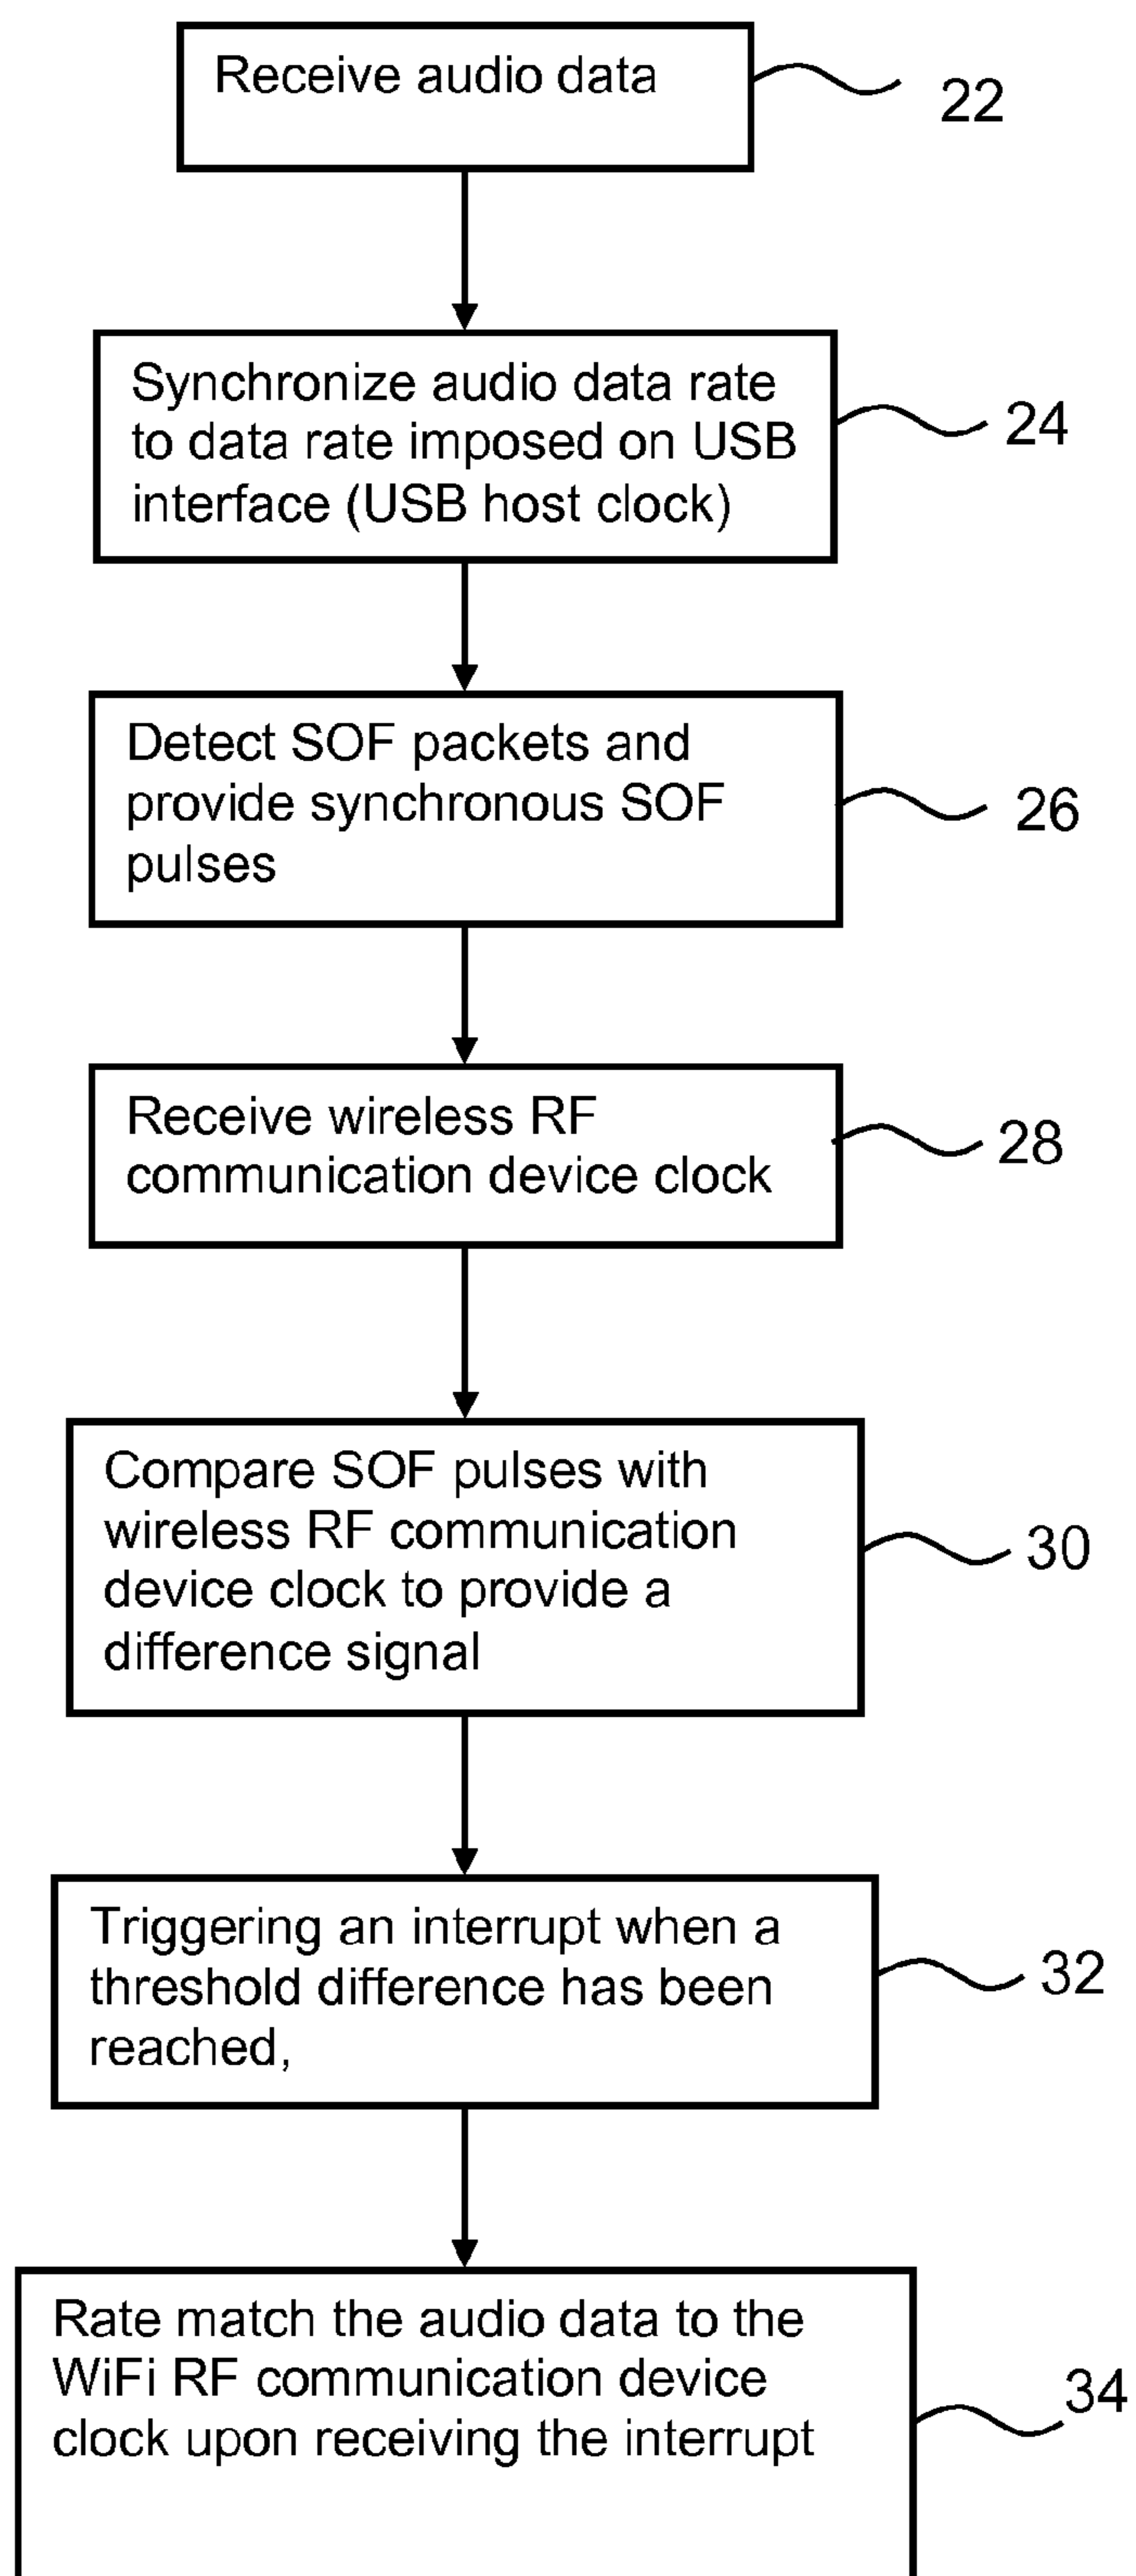 Receive audio data
22
Synchronize audio data rate
to data rate imposed on USB
interface (USB host clock)
24
Detect SOF packets and
provide synchronous SOF
pulses
26
Receive wireless RF
communication device clock
28
Compare SOF pulses with
wireless RF communication
device clock to provide a
difference signal
30
Triggering an interrupt when a
threshold difference has been
reached,
32
Rate match the audio data to the
WiFi RF communication device
clock upon receiving the interrupt
34